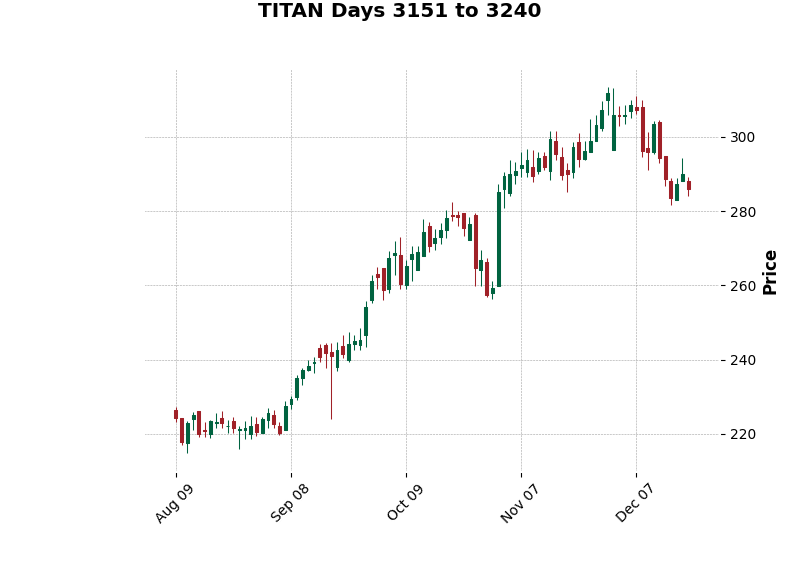 TITAN Days 3151 to 3240
300
280
260
240
220
Price
Aug 09
Sep 08
Oct 09
Nov 07
Dec 07